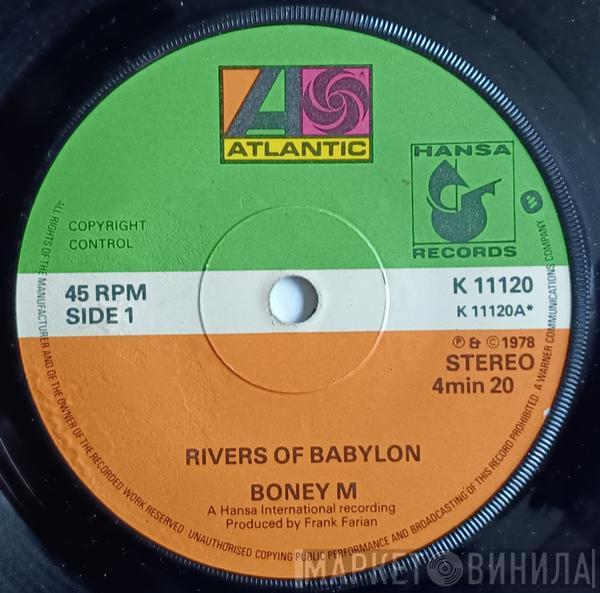 ATLANTIC
HANSA
RECORDS
COPYRIGHT
CONTROL
45 RPM
SIDE 1
K 11120
K 11120A*
℗ & © 1978
STEREO
4min 20
RIVERS OF BABYLON
BONEY M
A Hansa International recording
Produced by Frank Farian
ALL RIGHTS OF THE MANUFACTURER AND OF THE OWNER OF THE RECORDED WORK RESERVED UNAUTHORISED COPYING PUBLIC PERFORMANCE AND BROADCASTING OF THIS RECORD PROHIBITED A WARNER COMMUNICATIONS COMPANY
МАРКЕТ ВИНИЛА